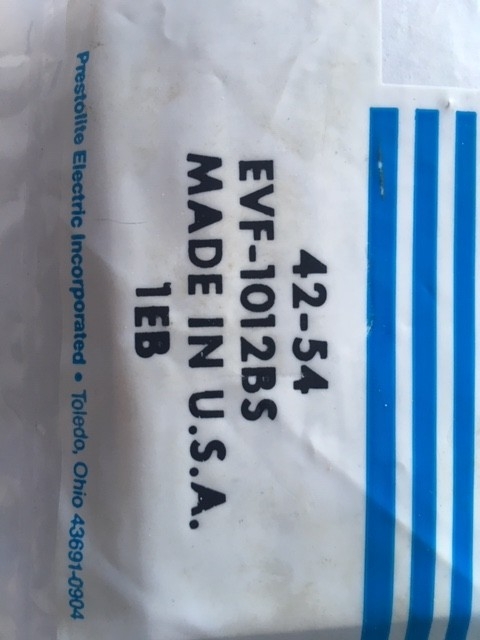 42-54
EVF-1012BS
MADE IN U.S.A.
1EB
Prestolite Electric Incorporated • Toledo, Ohio 43691-0904